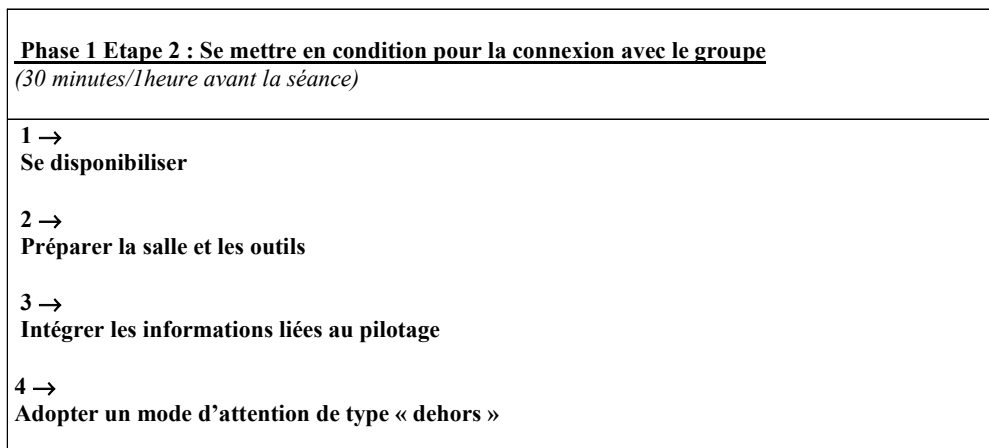 Phase 1 Etape 2 : Se mettre en condition pour la connexion avec le groupe
(30 minutes/1heure avant la séance)
1 →
Se disponibiliser
2 →
Préparer la salle et les outils
3 →
Intégrer les informations liées au pilotage
4 →
Adopter un mode d’attention de type « dehors »